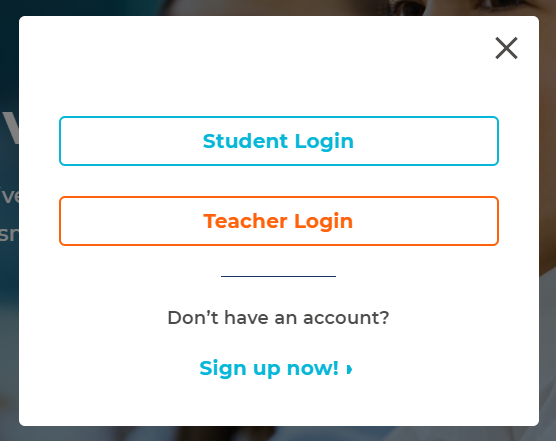 Student Login
Teacher Login
Don’t have an account?
Sign up now!